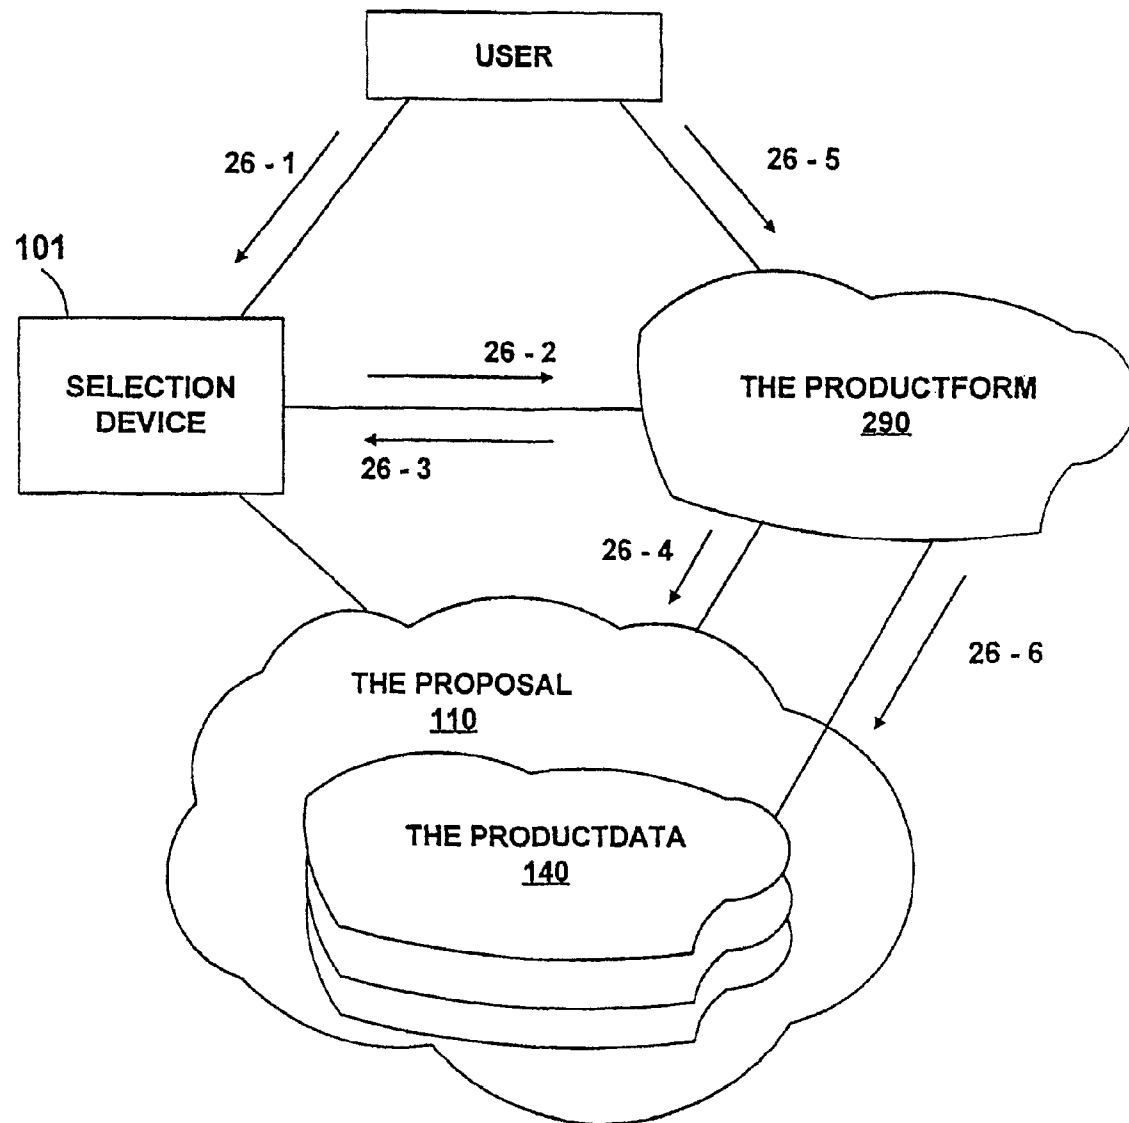 USER
26 - 1
26 - 5
101
26 - 2
SELECTION
DEVICE
THE PRODUCTFORM
290
26 - 3
26 - 4
26 - 6
THE PROPOSAL
110
THE PRODUCTDATA
140